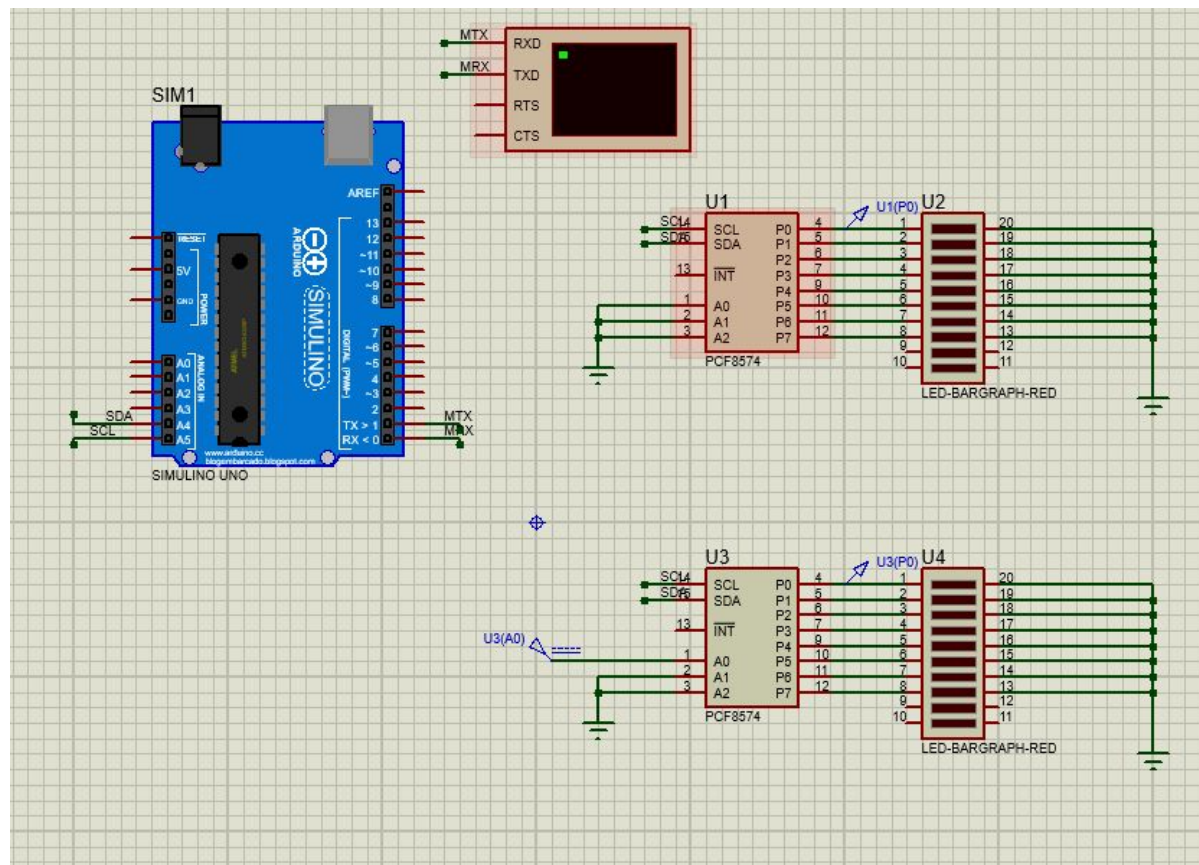 MTX
RXD
MRX
TXD
RTS
CTS
SIM1
AREF
13
12
~11
~10
~9
8
RESET
5V
GND
POWER
ARDUINO
SIMULINO
DIGITAL (PWM~)
7
~6
~5
4
~3
2
TX > 1
RX < 0
ANALOG IN
A0
A1
A2
A3
A4
A5
SDA
SCL
MTX
MRX
www.arduino.cc
blogembarcado.blogspot.com
SIMULINO UNO
U1
SCL 14 SCL P0 4
SDA 15 SDA P1 5
P2 6
13 INT P3 7
P4 9
1 A0 P5 10
2 A1 P6 11
3 A2 P7 12
PCF8574
U1(P0)
U2
1 20
2 19
3 18
4 17
5 16
6 15
7 14
8 13
9 12
10 11
LED-BARGRAPH-RED
U3
SCL 14 SCL P0 4
SDA 15 SDA P1 5
P2 6
13 INT P3 7
P4 9
U3(A0)
1 A0 P5 10
2 A1 P6 11
3 A2 P7 12
PCF8574
U3(P0)
U4
1 20
2 19
3 18
4 17
5 16
6 15
7 14
8 13
9 12
10 11
LED-BARGRAPH-RED